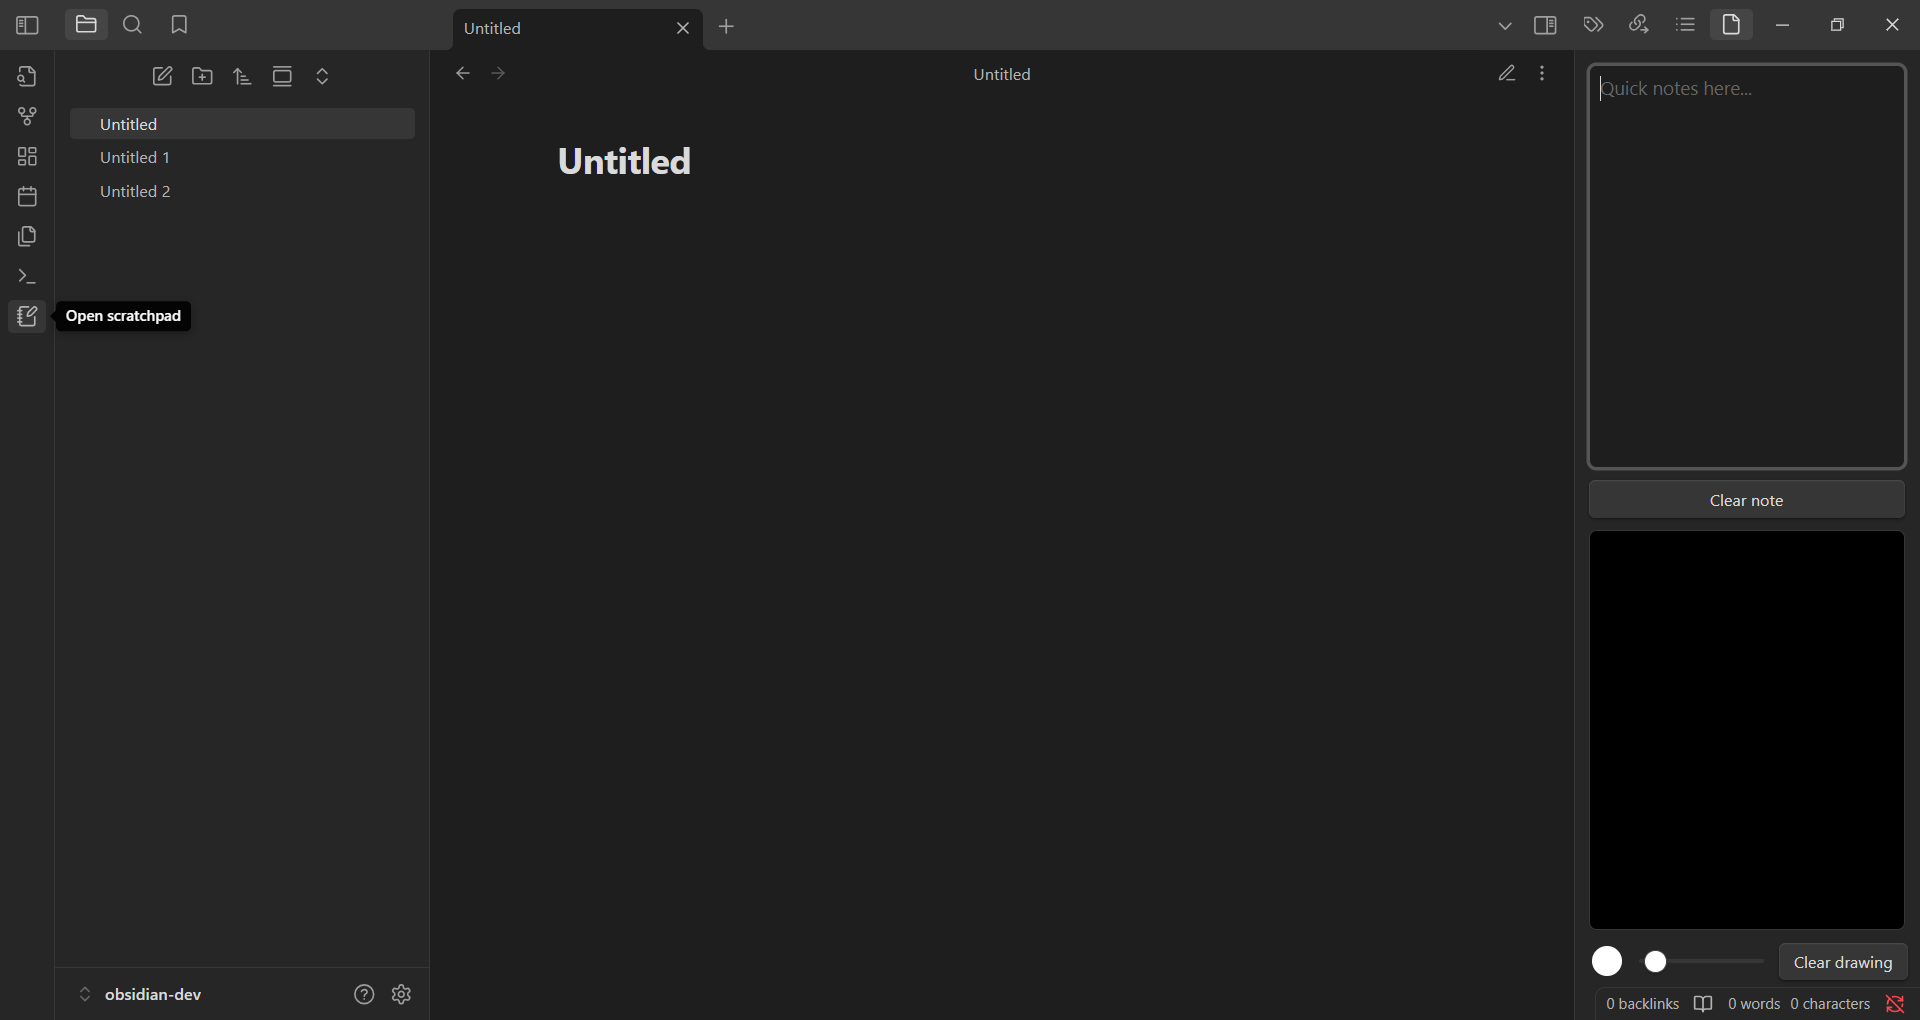 Untitled
Untitled
Untitled
Untitled 1
Untitled 2
Untitled
Open scratchpad
Quick notes here...
Clear note
Clear drawing
obsidian-dev
0 backlinks 0 words 0 characters